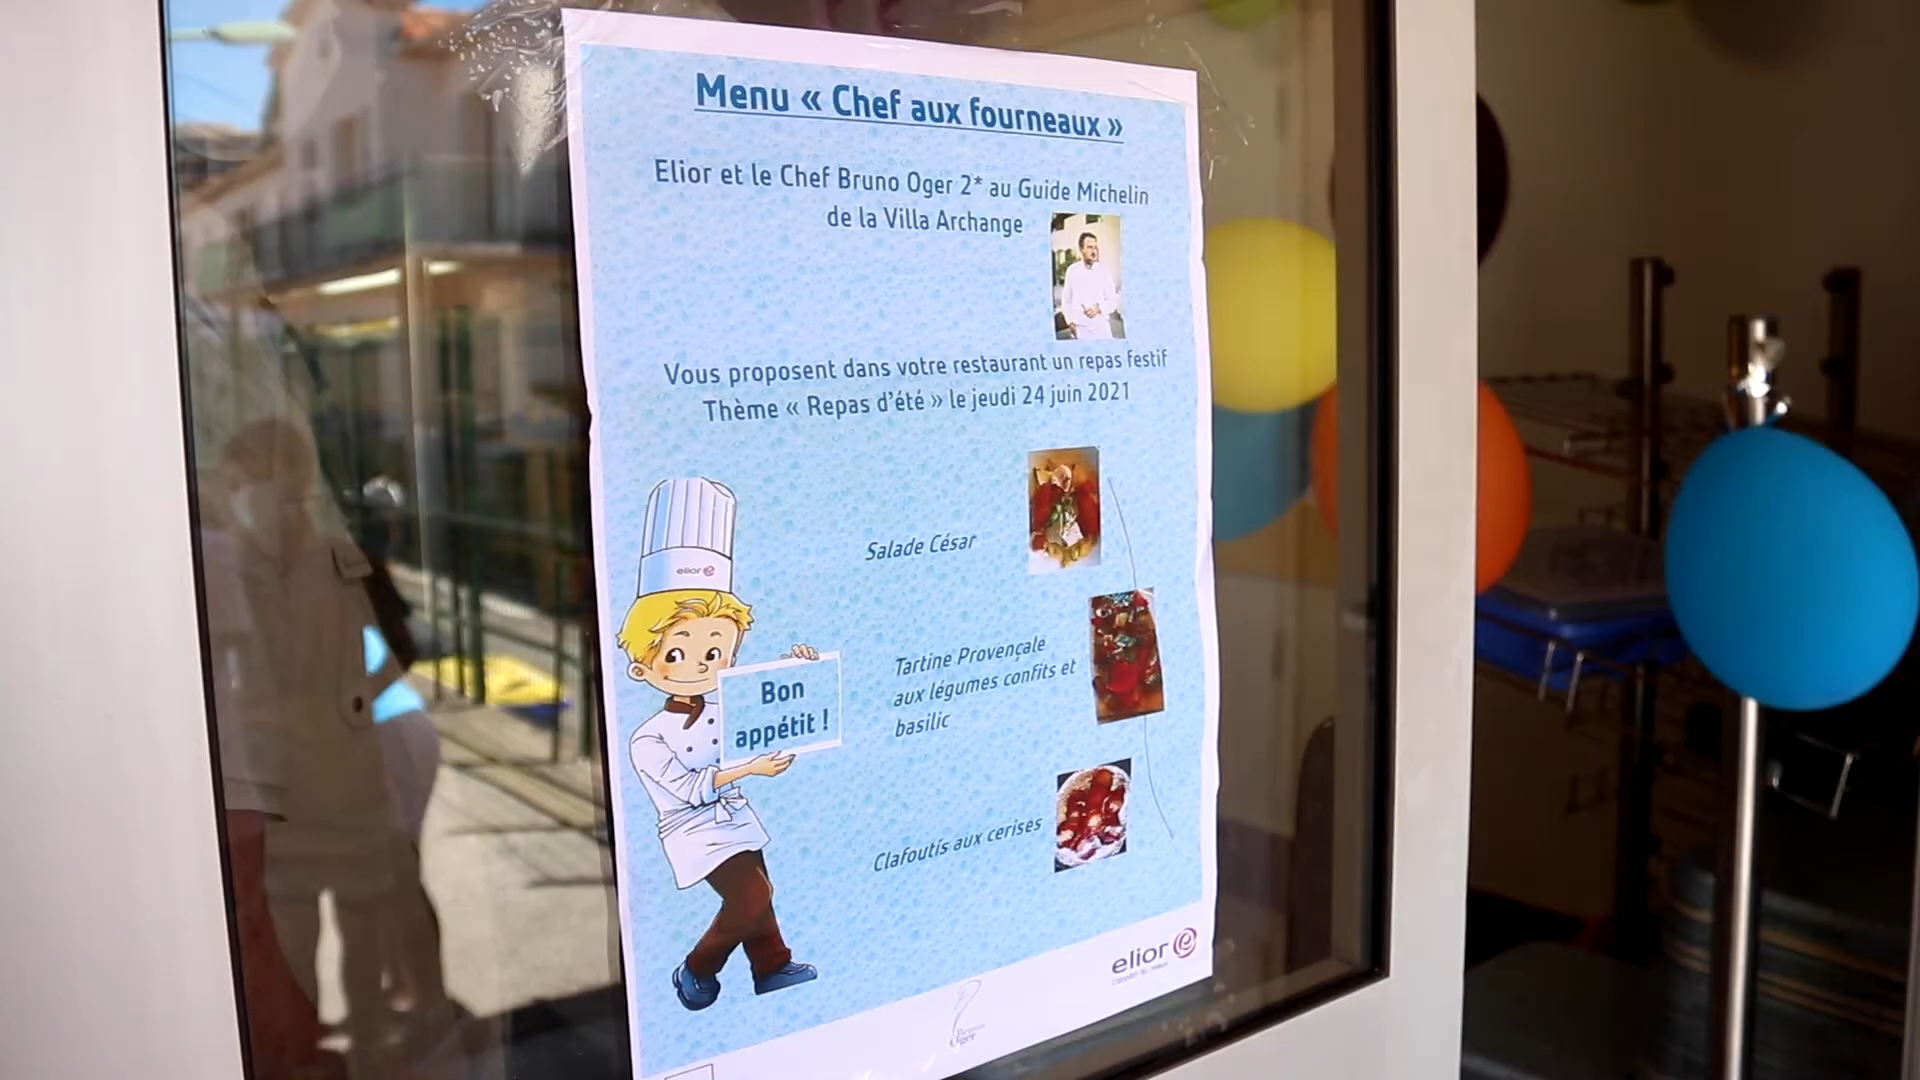 Menu « Chef aux fourneaux »
Elior et le Chef Bruno Oger 2* au Guide Michelin
de la Villa Archange
Vous proposent dans votre restaurant un repas festif
Thème « Repas d'été » le jeudi 24 juin 2021
Salade César
elior
Tartine Provençale
aux légumes confits et
basilic
Bon
appétit !
Clafoutis aux cerises
elior
Bruno
Oger